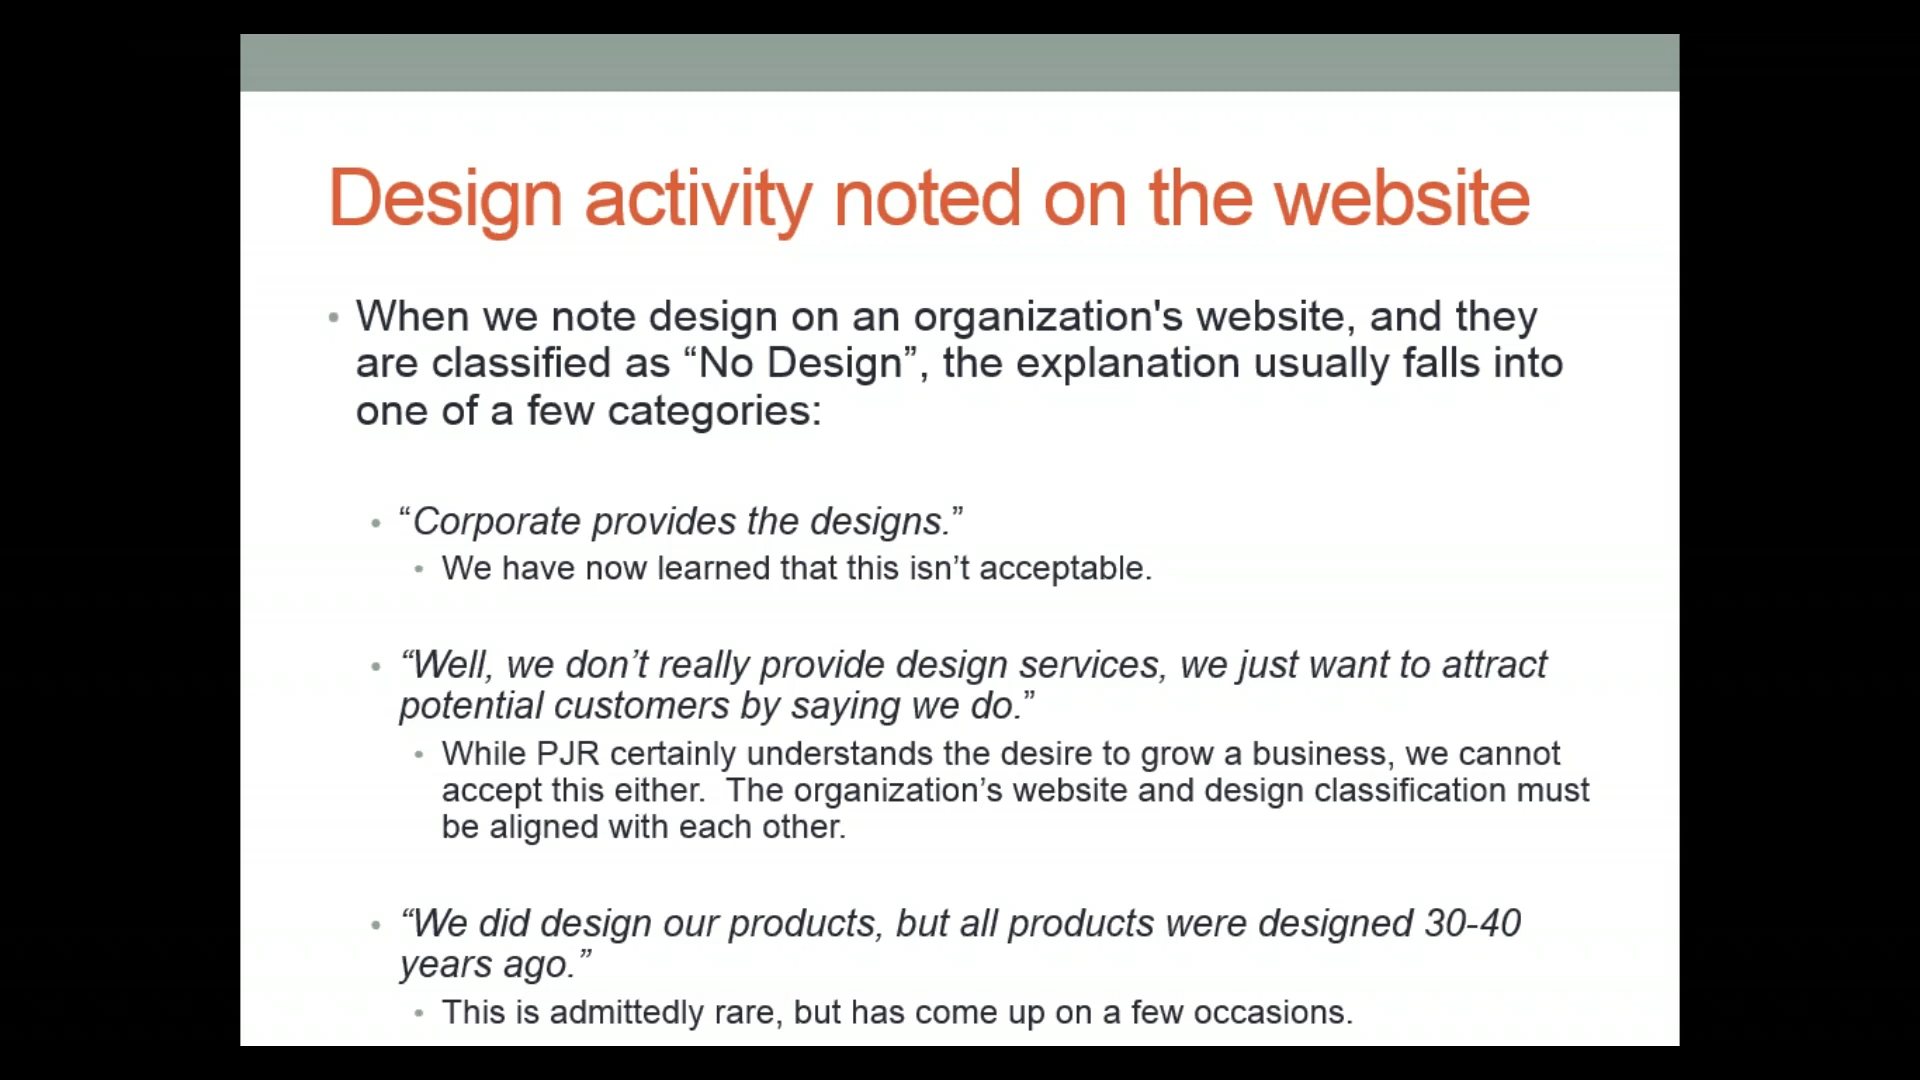 Design activity noted on the website
• When we note design on an organization's website, and they
are classified as “No Design”, the explanation usually falls into
one of a few categories:
• “Corporate provides the designs.”
• We have now learned that this isn’t acceptable.
• “Well, we don’t really provide design services, we just want to attract
potential customers by saying we do.”
• While PJR certainly understands the desire to grow a business, we cannot
accept this either.  The organization’s website and design classification must
be aligned with each other.
• “We did design our products, but all products were designed 30-40
years ago.”
• This is admittedly rare, but has come up on a few occasions.